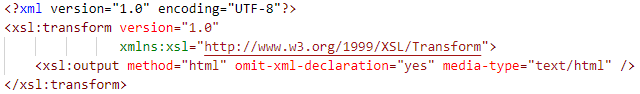 <?xml version="1.0" encoding="UTF-8"?>
<xsl:transform version="1.0"
xmlns:xsl="http://www.w3.org/1999/XSL/Transform">
<xsl:output method="html" omit-xml-declaration="yes" media-type="text/html" />
</xsl:transform>